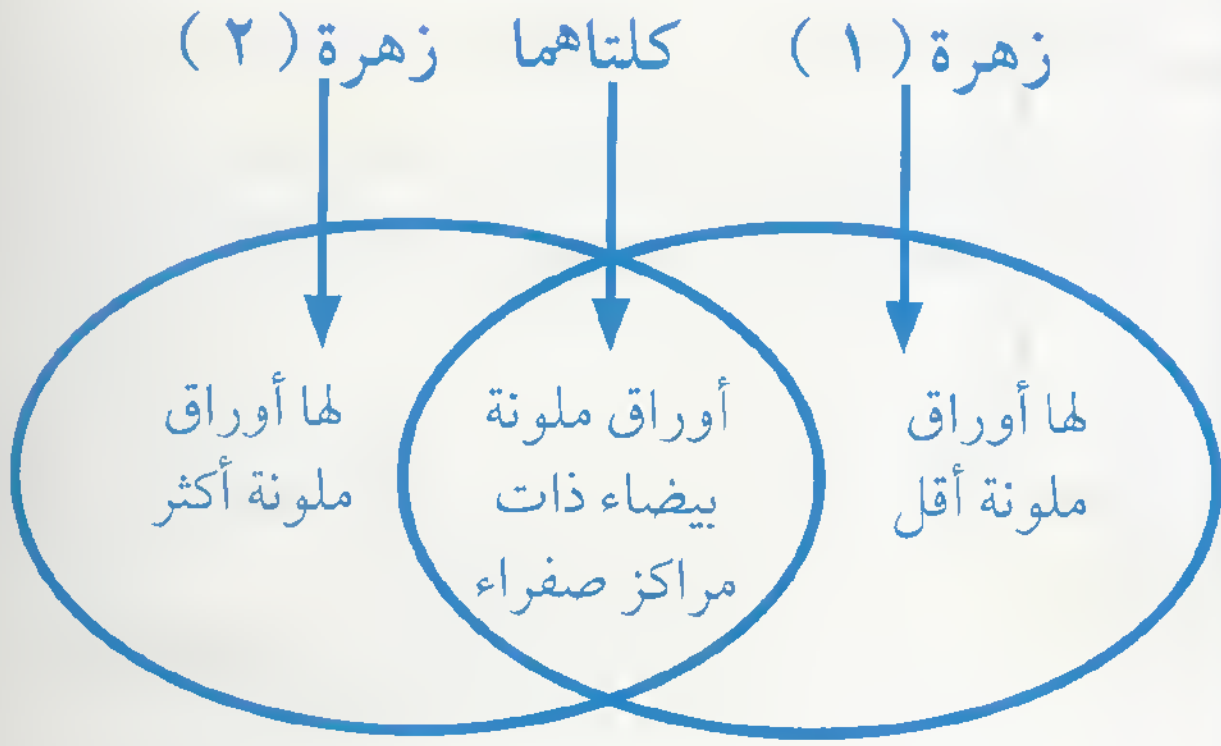 زهرة ( ١ ) كلتاهما زهرة ( ٢ )
لها أوراق
ملونة أقل
أوراق ملونة
بيضاء ذات
مراكز صفراء
لها أوراق
ملونة أكثر